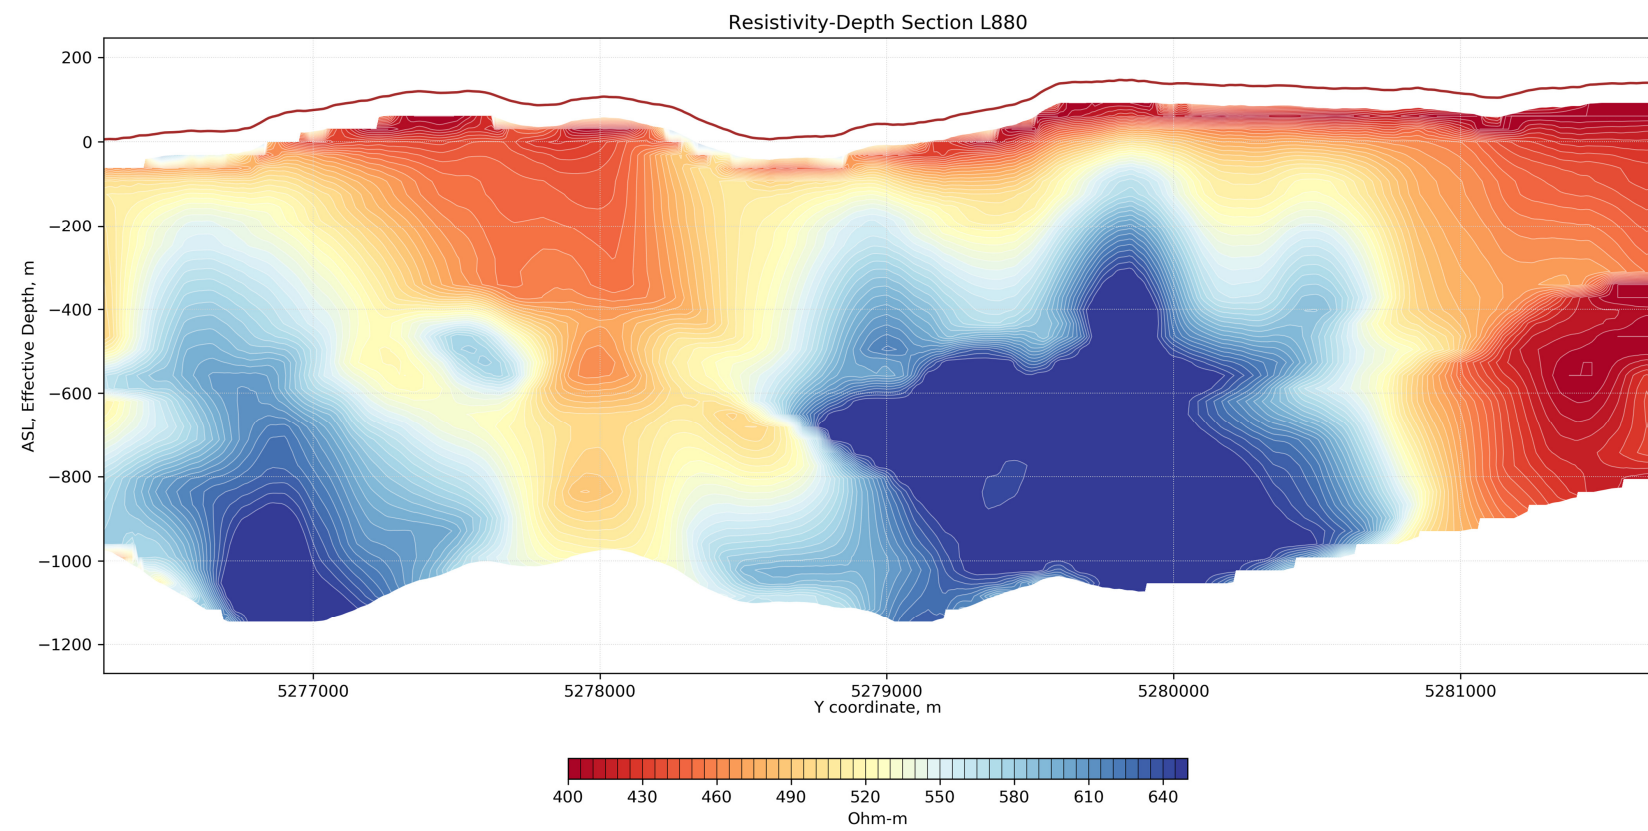 Resistivity-Depth Section L880
200
0
−200
−400
−600
−800
−1000
−1200
ASL, Effective Depth, m
5277000 5278000 5279000 5280000 5281000
Y coordinate, m
400 430 460 490 520 550 580 610 640
Ohm-m